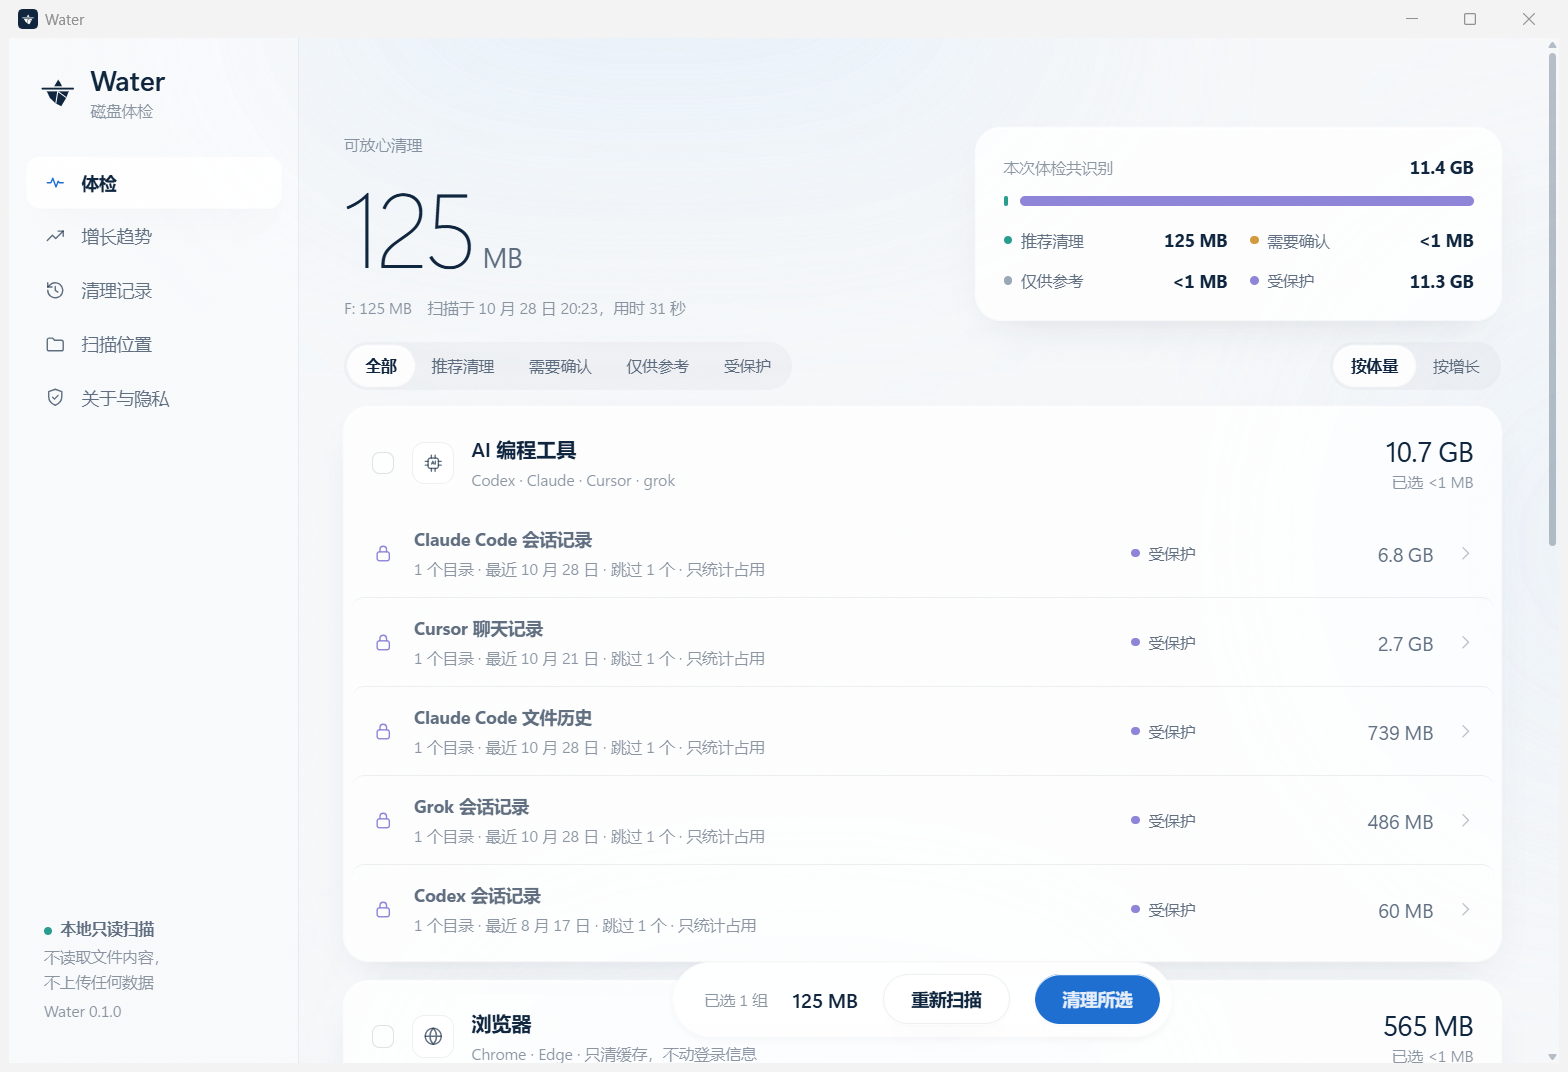 Water
Water
磁盘体检
体检
增长趋势
清理记录
扫描位置
关于与隐私
本地只读扫描
不读取文件内容，
不上传任何数据
Water 0.1.0
可放心清理
125 MB
F: 125 MB 扫描于 10 月 28 日 20:23，用时 31 秒
本次体检共识别 11.4 GB
推荐清理 125 MB 需要确认 <1 MB
仅供参考 <1 MB 受保护 11.3 GB
全部 推荐清理 需要确认 仅供参考 受保护
按体量 按增长
AI 编程工具
Codex · Claude · Cursor · grok
10.7 GB
已选 <1 MB
Claude Code 会话记录
1 个目录 · 最近 10 月 28 日 · 跳过 1 个 · 只统计占用
受保护 6.8 GB
Cursor 聊天记录
1 个目录 · 最近 10 月 21 日 · 跳过 1 个 · 只统计占用
受保护 2.7 GB
Claude Code 文件历史
1 个目录 · 最近 10 月 28 日 · 跳过 1 个 · 只统计占用
受保护 739 MB
Grok 会话记录
1 个目录 · 最近 10 月 28 日 · 跳过 1 个 · 只统计占用
受保护 486 MB
Codex 会话记录
1 个目录 · 最近 8 月 17 日 · 跳过 1 个 · 只统计占用
受保护 60 MB
已选 1 组 125 MB 重新扫描 清理所选
浏览器
Chrome · Edge · 只清缓存，不动登录信息
565 MB
已选 <1 MB